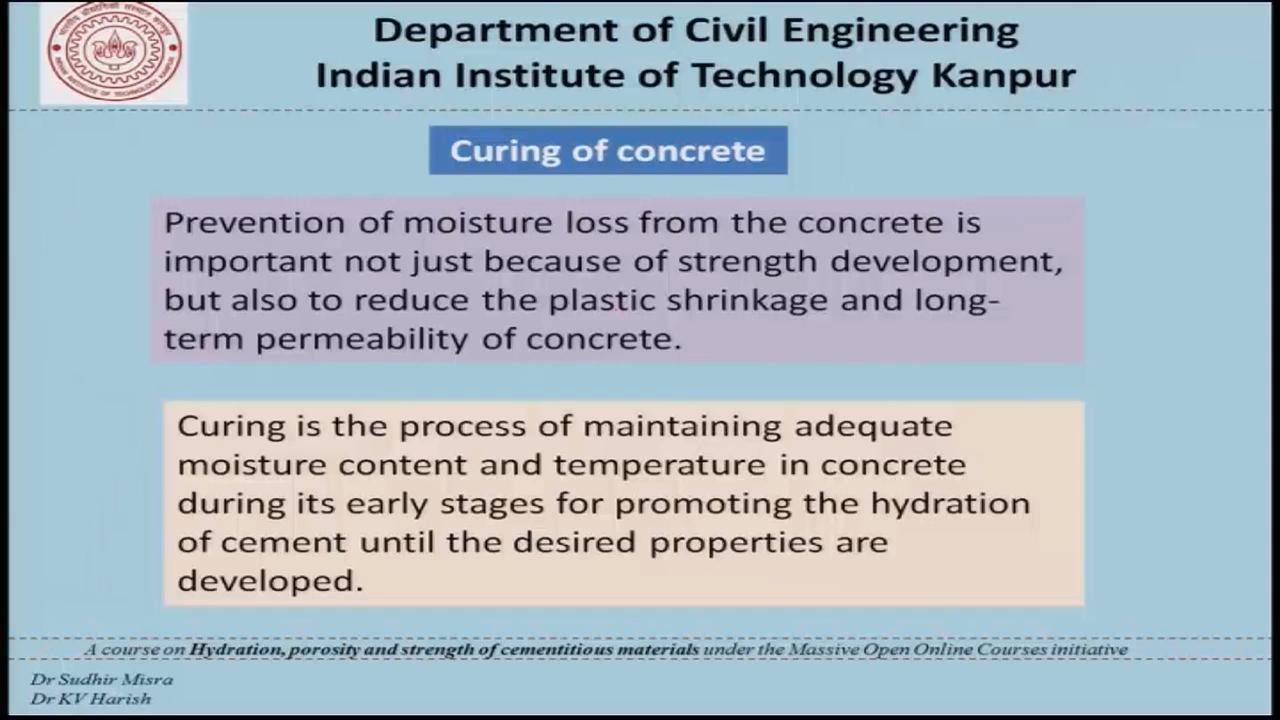 Department of Civil Engineering
Indian Institute of Technology Kanpur
Curing of concrete
Prevention of moisture loss from the concrete is
important not just because of strength development,
but also to reduce the plastic shrinkage and long-
term permeability of concrete.
Curing is the process of maintaining adequate
moisture content and temperature in concrete
during its early stages for promoting the hydration
of cement until the desired properties are
developed.
A course on Hydration, porosity and strength of cementitious materials under the Massive Open Online Courses initiative
Dr Sudhir Misra
Dr KV Harish